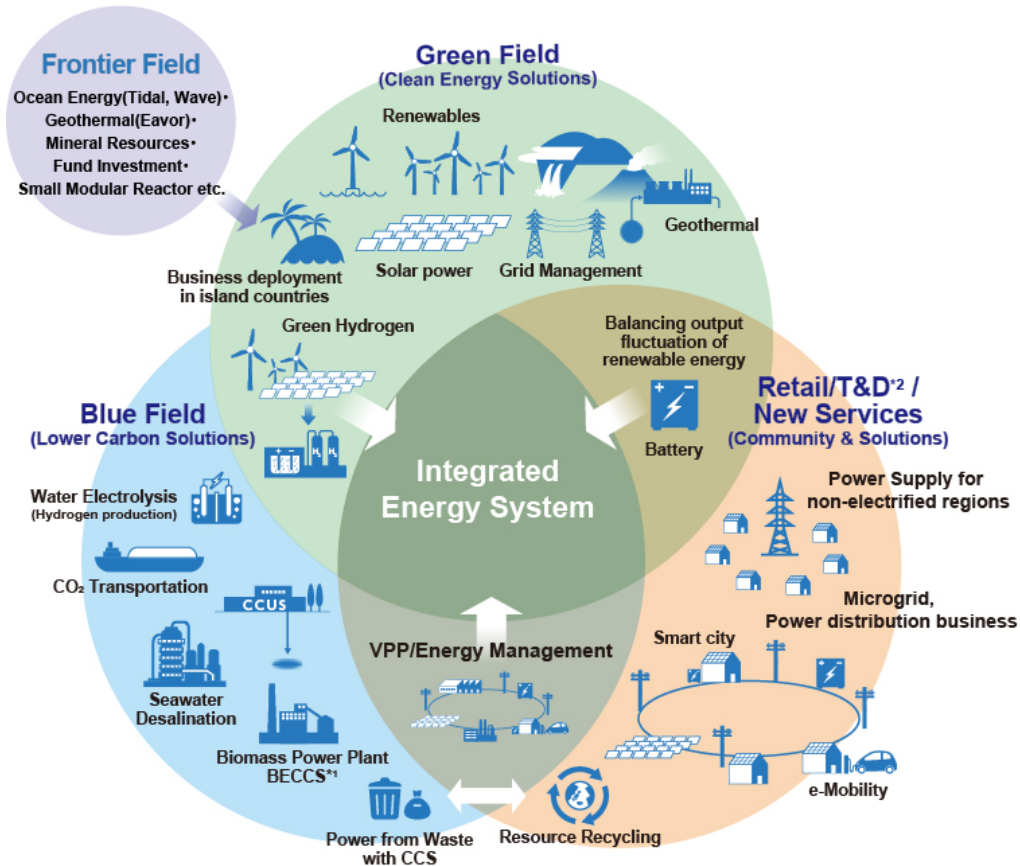 Frontier Field
Ocean Energy(Tidal, Wave)•
Geothermal(Eavor)•
Mineral Resources•
Fund Investment•
Small Modular Reactor etc.
Green Field
(Clean Energy Solutions)
Renewables
Geothermal
Solar power
Grid Management
Business deployment
in island countries
Green Hydrogen
H₂
H₂
Balancing output
fluctuation of
renewable energy
Battery
Blue Field
(Lower Carbon Solutions)
Water Electrolysis
(Hydrogen production)
CO₂ Transportation
CCUS
Seawater
Desalination
Biomass Power Plant
BECCS*1
Power from Waste
with CCS
Integrated
Energy System
VPP/Energy Management
Resource Recycling
Retail/T&D*2 /
New Services
(Community & Solutions)
Power Supply for
non-electrified regions
Microgrid,
Power distribution business
Smart city
e-Mobility